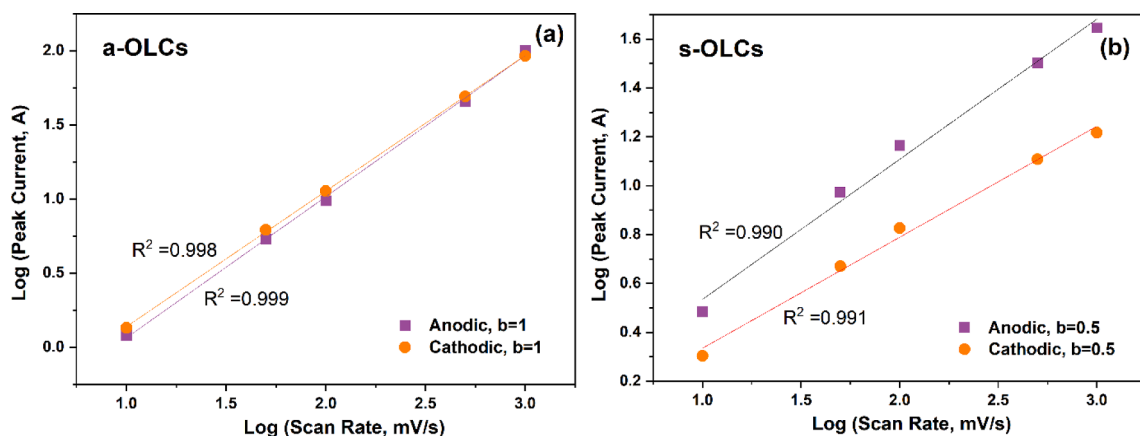 a-OLCs
(a)
Log (Peak Current, A)
2.0
1.5
1.0
0.5
0.0
R² =0.998
R² =0.999
Anodic, b=1
Cathodic, b=1
1.0 1.5 2.0 2.5 3.0
Log (Scan Rate, mV/s)
s-OLCs
(b)
Log (Peak Current, A)
1.6
1.4
1.2
1.0
0.8
0.6
0.4
0.2
R² =0.990
R² =0.991
Anodic, b=0.5
Cathodic, b=0.5
1.0 1.5 2.0 2.5 3.0
Log (Scan Rate, mV/s)